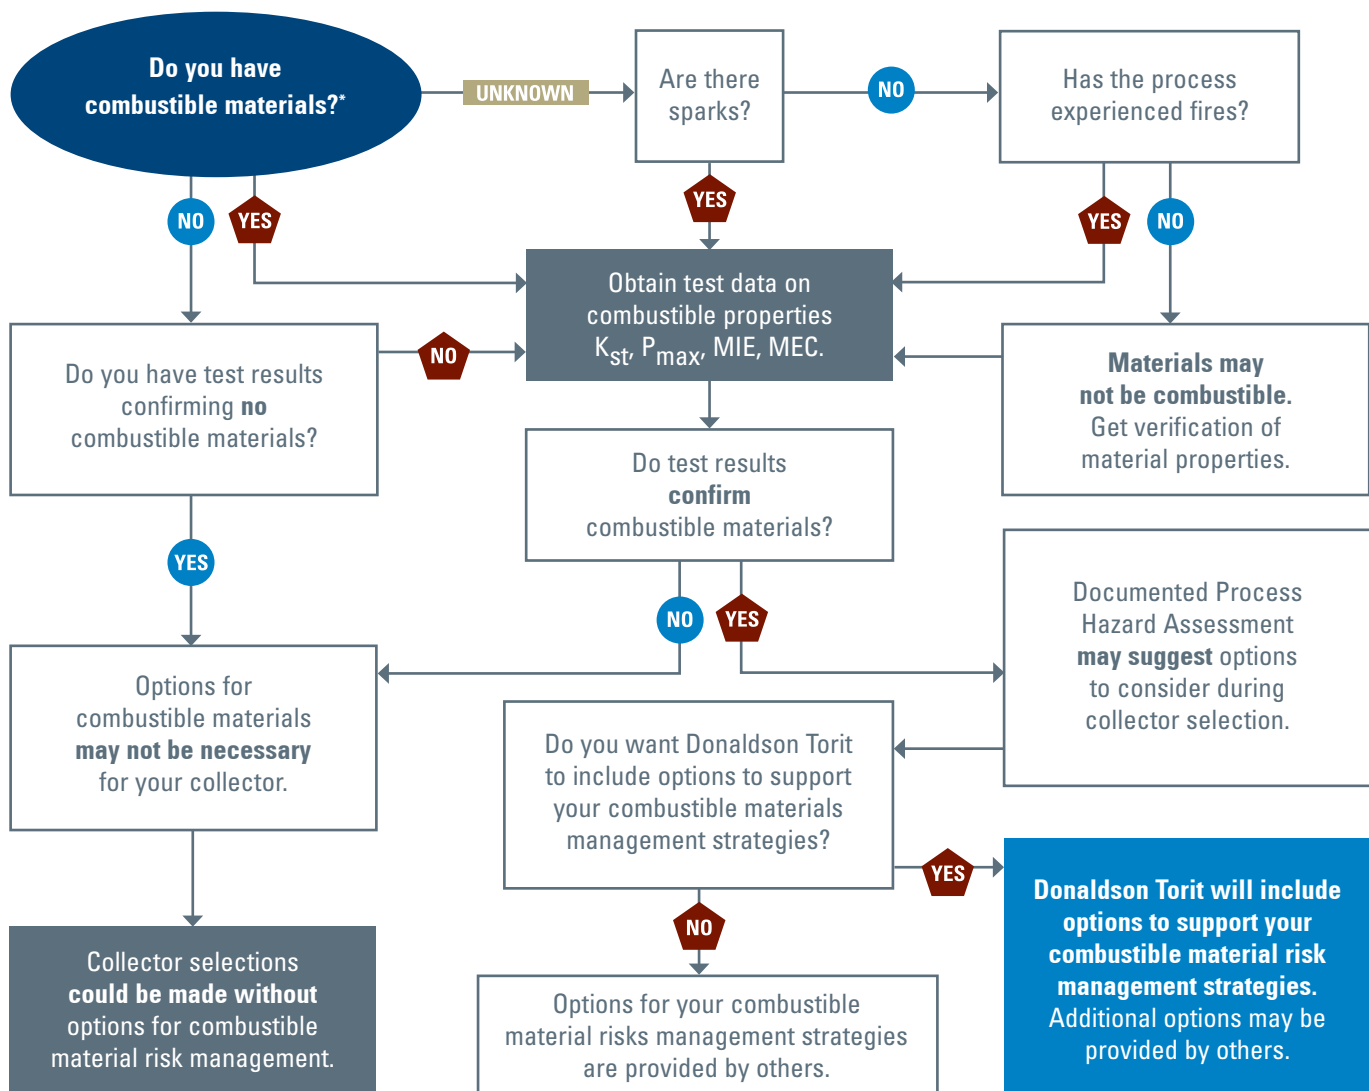 Do you have
combustible materials?*
UNKNOWN
Are there
sparks?
NO
Has the process
experienced fires?
NO
YES
YES
YES
NO
Obtain test data on
combustible properties
Kst, Pmax, MIE, MEC.
Do you have test results
confirming no
combustible materials?
NO
Materials may
not be combustible.
Get verification of
material properties.
Do test results
confirm
combustible materials?
YES
NO
YES
Documented Process
Hazard Assessment
may suggest options
to consider during
collector selection.
Options for
combustible materials
may not be necessary
for your collector.
Do you want Donaldson Torit
to include options to support
your combustible materials
management strategies?
YES
NO
Donaldson Torit will include
options to support your
combustible material risk
management strategies.
Additional options may be
provided by others.
Collector selections
could be made without
options for combustible
material risk management.
Options for your combustible
material risks management strategies
are provided by others.